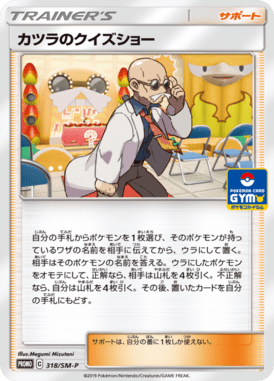 TRAINER'S
サポート
カツラのクイズショー
POKÉMON CARD
GYM
ポケモンカードジム
自分の手札からポケモンを1枚選び、そのポケモンが持っ
ているワザの名前を相手に伝えてから、ウラにして置く。
相手はそのポケモンの名前を答える。ウラにしたポケモン
をオモテにして、正解なら、相手は山札を4枚引く。不正解
なら、自分は山札を4枚引く。その後、置いたカードを自分
の手札にもどす。
Illus.Megumi Mizutani
サポートは、自分の番に1枚しか使えない。
PROMO C 318/SM-P
©2019 Pokémon/Nintendo/Creatures/GAME FREAK.